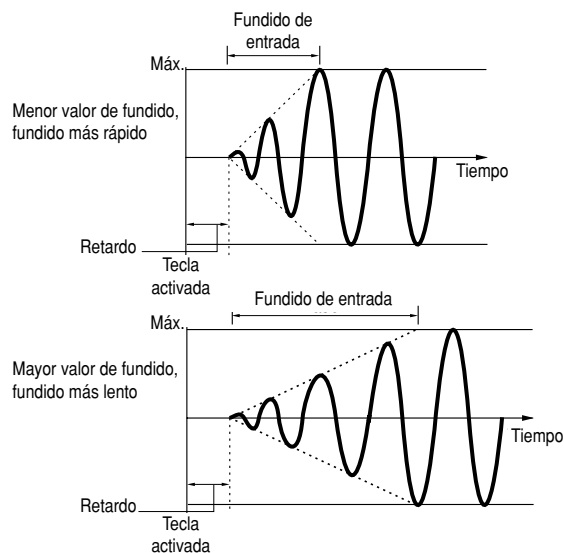 Fundido de
entrada
Máx.
Menor valor de fundido,
fundido más rápido
Tiempo
Retardo
Tecla
activada
Fundido de entrada
Máx.
Mayor valor de fundido,
fundido más lento
Tiempo
Retardo
Tecla
activada